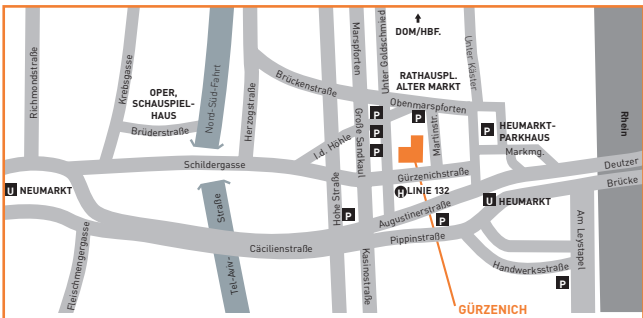 DOM/HBF.
Richmondstraße
Krebsgasse
OPER,
SCHAUSPIEL-
HAUS
Brüderstraße
Nord-Süd-Fahrt
Herzogstraße
Brückenstraße
Marspforten
Unter Goldschmied
RATHAUSPL.
ALTER MARKT
Unter Käster
Obenmarspforten
Große Sandkaul
I.d. Höhle
Martinstr.
P
P
P
P
P
HEUMARKT-
PARKHAUS
Markmg.
Rhein
Schildergasse
Gürzenichstraße
Deutzer
Brücke
U NEUMARKT
H LINIE 132
U HEUMARKT
Hohe Straße
P
Augustinerstraße
P
Pippinstraße
Cäcilienstraße
Tel-Aviv-
Straße
Fleischmengergasse
Kasinostraße
Am Leystapel
Handwerksstraße
P
GÜRZENICH